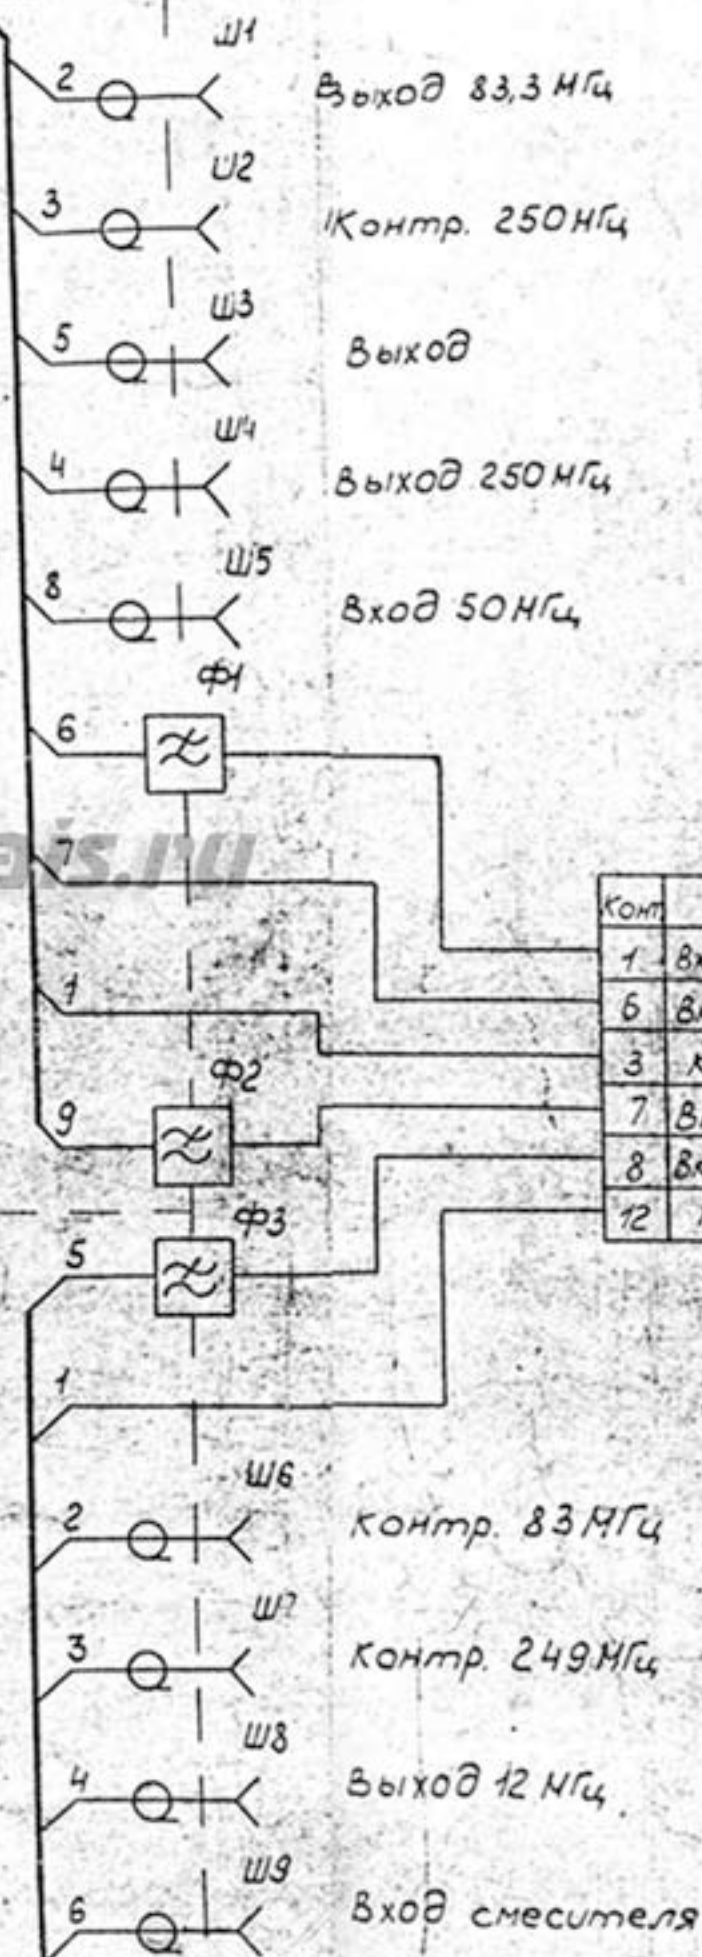 Ш1
2 Выход 83,3 МГц
Ш2
3 Контр. 250 МГц
Ш3
5 Выход
Ш4
4 Выход 250 МГц
Ш5
8 Вход 50 МГц
Ф1
6
ais.ru
7
Конт.
1
1
6
3
Ф2
7
9
8
Ф3
12
5
1
Ш6
2 Контр. 83 МГц
Ш7
3 Контр. 249 МГц
Ш8
4 Выход 12 МГц
Ш9
6 Вход смесителя